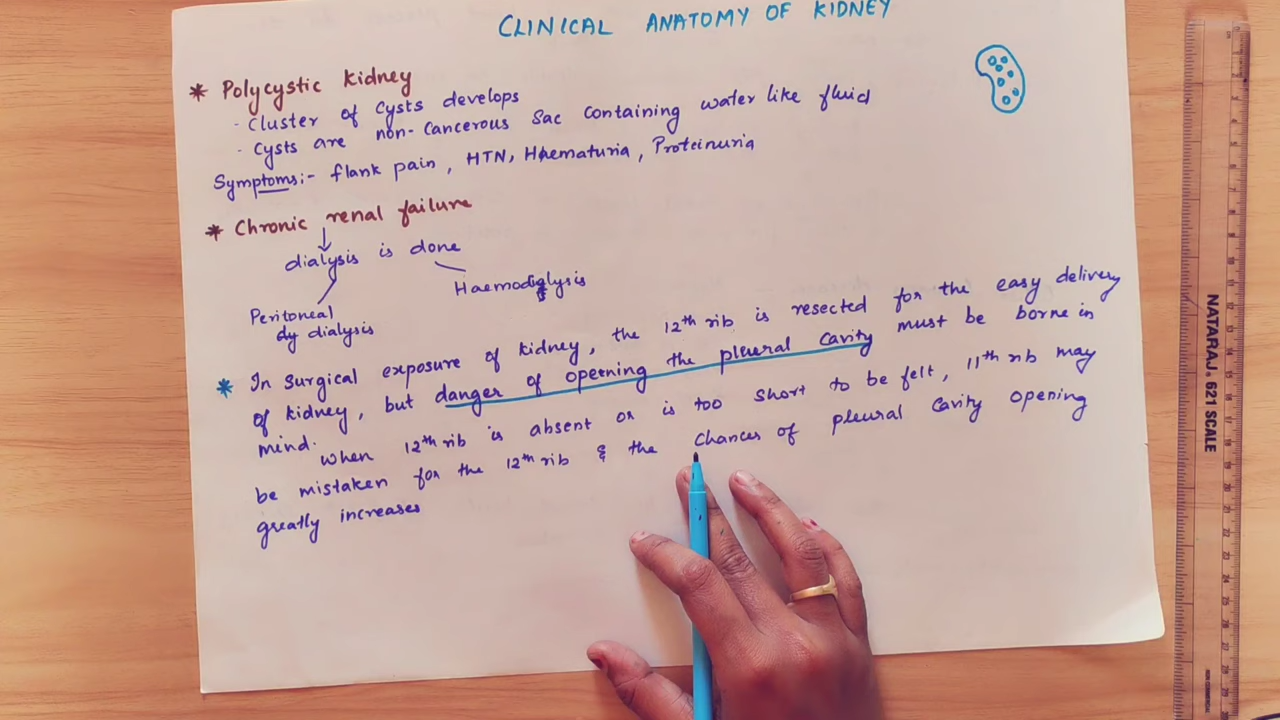 CLINICAL ANATOMY OF KIDNEY
* Polycystic kidney
· Cluster of cysts develops
· Cysts are non-cancerous sac containing water like fluid
Symptoms:- flank pain, HTN, Haematuria, Proteinuria
* Chronic renal failure
dialysis is done
Haemodialysis
Peritoneal
dialysis
* In surgical exposure of kidney, the 12th rib is resected for the easy delivery
of kidney, but danger of opening the pleural cavity must be borne in
mind.
When 12th rib is absent or is too short to be felt, 11th rib may
be mistaken for the 12th rib & the chances of pleural cavity opening
greatly increases
NATARAJ® 621 SCALE